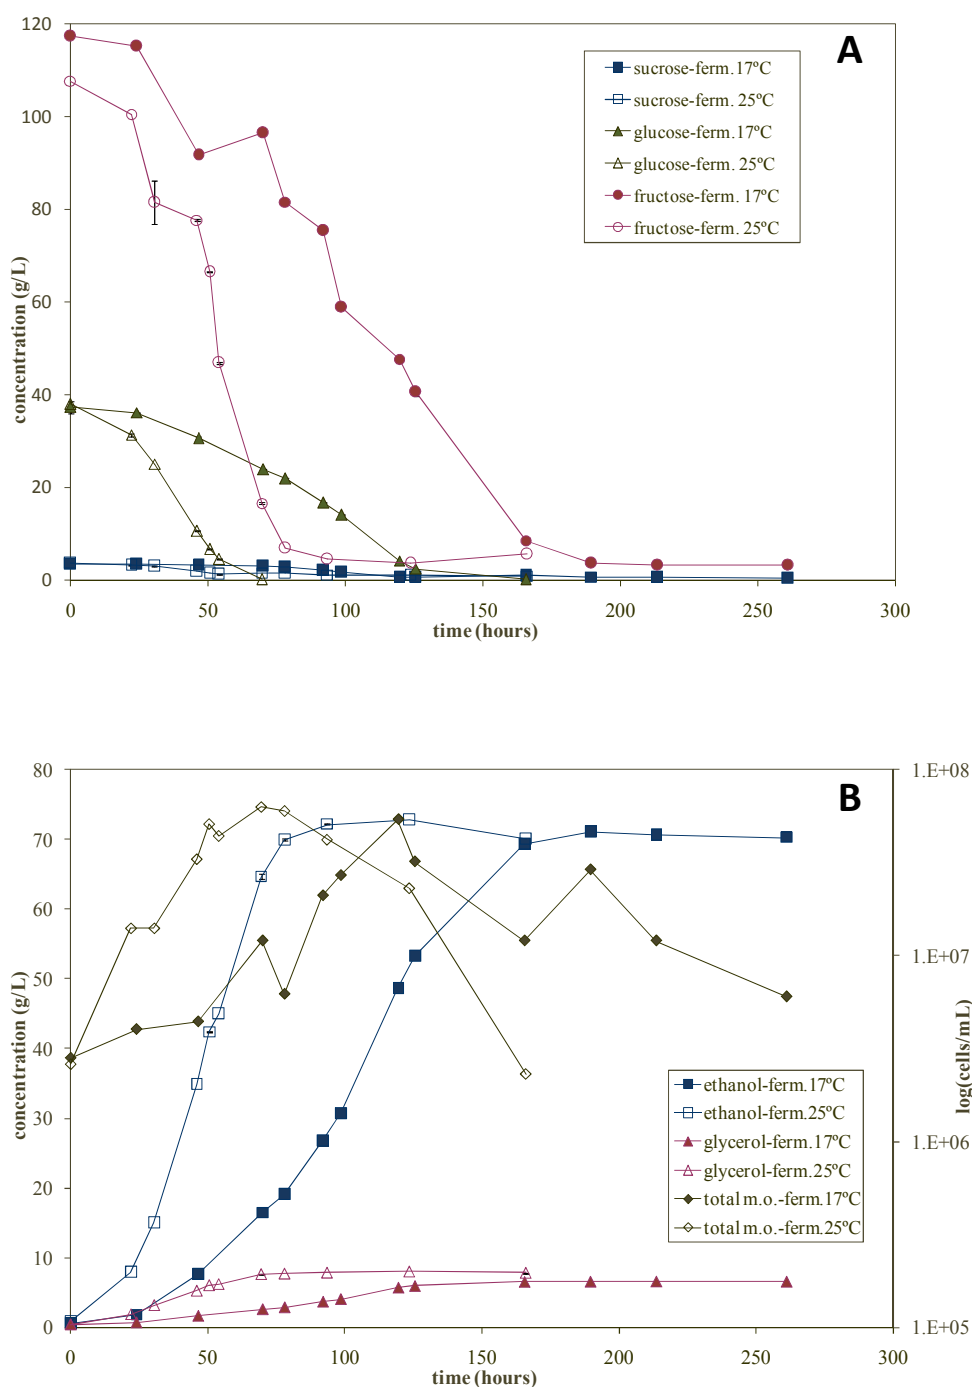 A
120
100
80
60
40
20
0
0 50 100 150 200 250 300
concentration (g/L)
time (hours)
sucrose-ferm.17ºC
sucrose-ferm. 25ºC
glucose-ferm.17ºC
glucose-ferm. 25ºC
fructose-ferm. 17ºC
fructose-ferm. 25ºC
B
80
70
60
50
40
30
20
10
0
1.E+08
1.E+07
1.E+06
1.E+05
0 50 100 150 200 250 300
concentration (g/L)
log(cells/mL)
time (hours)
ethanol-ferm.17ºC
ethanol-ferm.25ºC
glycerol-ferm.17ºC
glycerol-ferm.25ºC
total m.o.-ferm.17ºC
total m.o.-ferm.25ºC